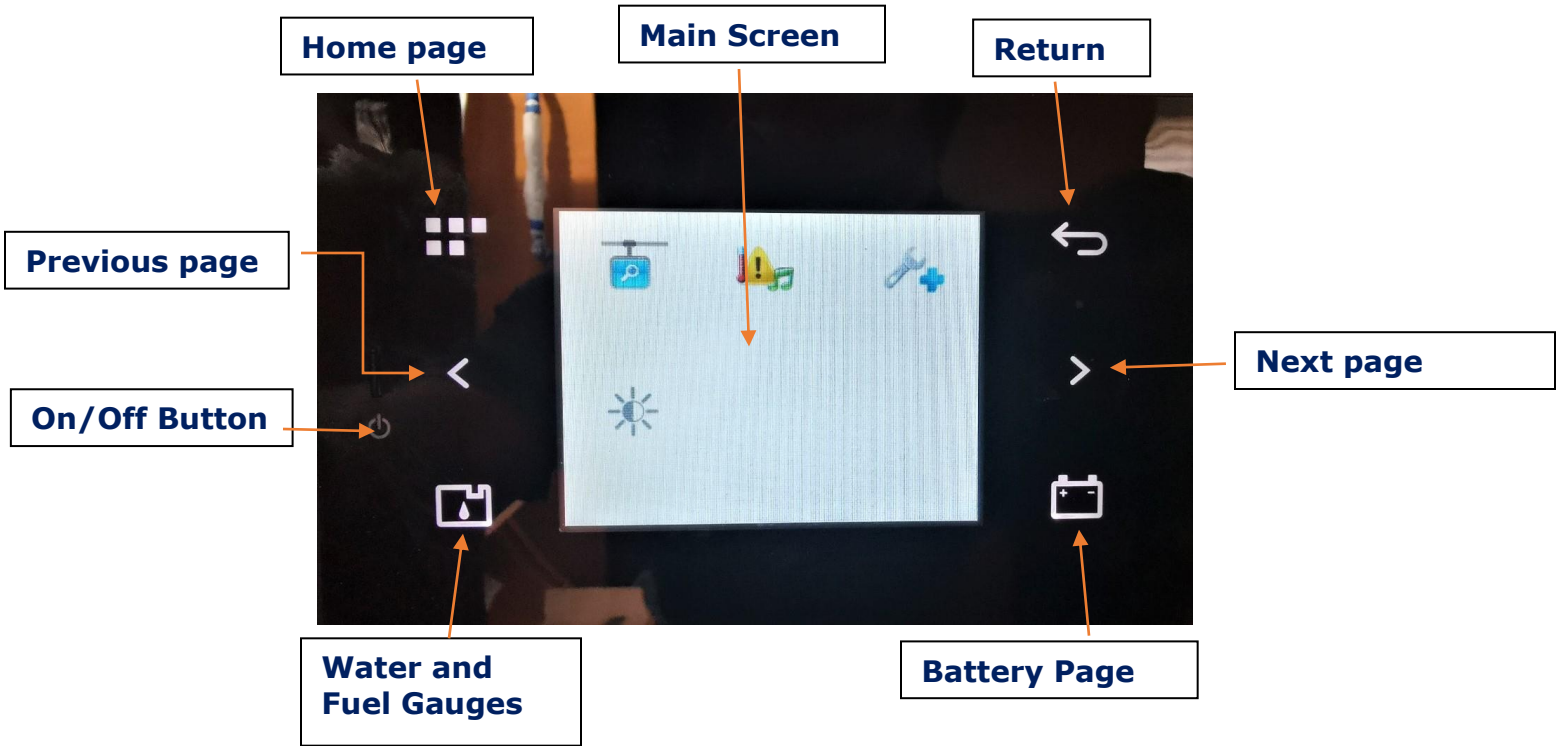 Home page
Main Screen
Return
Previous page
Next page
On/Off Button
Water and
Fuel Gauges
Battery Page